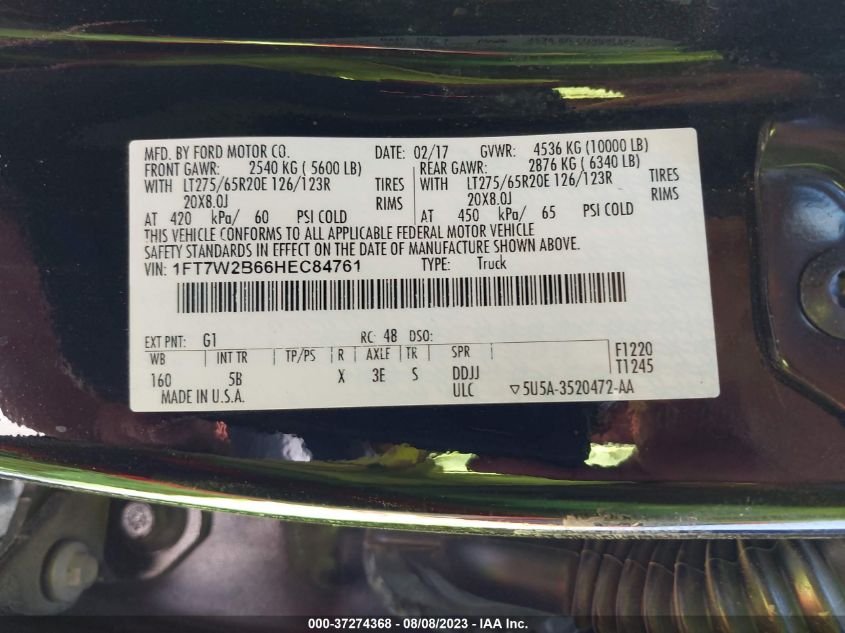 MFD. BY FORD MOTOR CO. DATE: 02/17 GVWR: 4536 KG (10000 LB)
FRONT GAWR: 2540 KG ( 5600 LB) REAR GAWR: 2876 KG ( 6340 LB)
WITH LT275/65R20E 126/123R TIRES WITH LT275/65R20E 126/123R TIRES
20X8.0J RIMS 20X8.0J RIMS
AT 420 kPa/ 60 PSI COLD AT 450 kPa/ 65 PSI COLD
THIS VEHICLE CONFORMS TO ALL APPLICABLE FEDERAL MOTOR VEHICLE
SAFETY STANDARDS IN EFFECT ON THE DATE OF MANUFACTURE SHOWN ABOVE.
VIN: 1FT7W2B66HEC84761 TYPE: Truck
EXT PNT: G1 RC: 48 DSO:
WB INT TR TP/PS R AXLE TR SPR F1220
160 5B X 3E S DDJJ T1245
MADE IN U.S.A. ULC ▽5U5A-3520472-AA
000-37274368 - 08/08/2023 - IAA Inc.